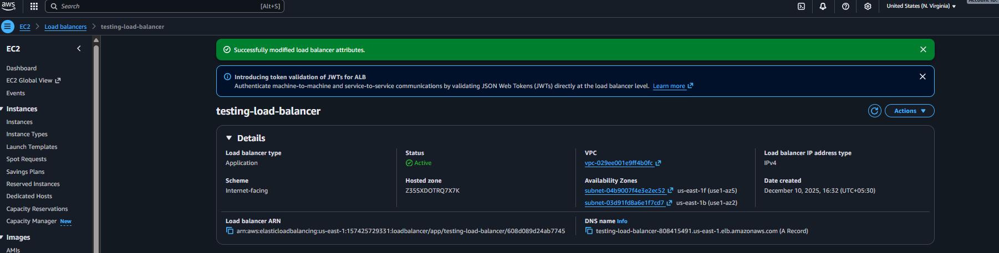 aws
Search
[Alt+S]
United States (N. Virginia)
Account ID:
EC2
Load balancers
testing-load-balancer
EC2
Dashboard
EC2 Global View
Events
Instances
Instances
Instance Types
Launch Templates
Spot Requests
Savings Plans
Reserved Instances
Dedicated Hosts
Capacity Reservations
Capacity Manager New
Images
AMIs
Successfully modified load balancer attributes.
Introducing token validation of JWTs for ALB
Authenticate machine-to-machine and service-to-service communications by validating JSON Web Tokens (JWTs) directly at the load balancer level. Learn more
testing-load-balancer
Actions
Details
Load balancer type
Application
Status
Active
VPC
vpc-029ee001e9ff4b0fc
Load balancer IP address type
IPv4
Scheme
Internet-facing
Hosted zone
Z35SXDOTRQ7X7K
Availability Zones
subnet-04b9007f4e3e2ec52 us-east-1f (use1-az5)
subnet-03d91fd8a6e1f7cd7 us-east-1b (use1-az2)
Date created
December 10, 2025, 16:32 (UTC+05:30)
Load balancer ARN
arn:aws:elasticloadbalancing:us-east-1:157425729331:loadbalancer/app/testing-load-balancer/608d089d24ab7745
DNS name Info
testing-load-balancer-808415491.us-east-1.elb.amazonaws.com (A Record)